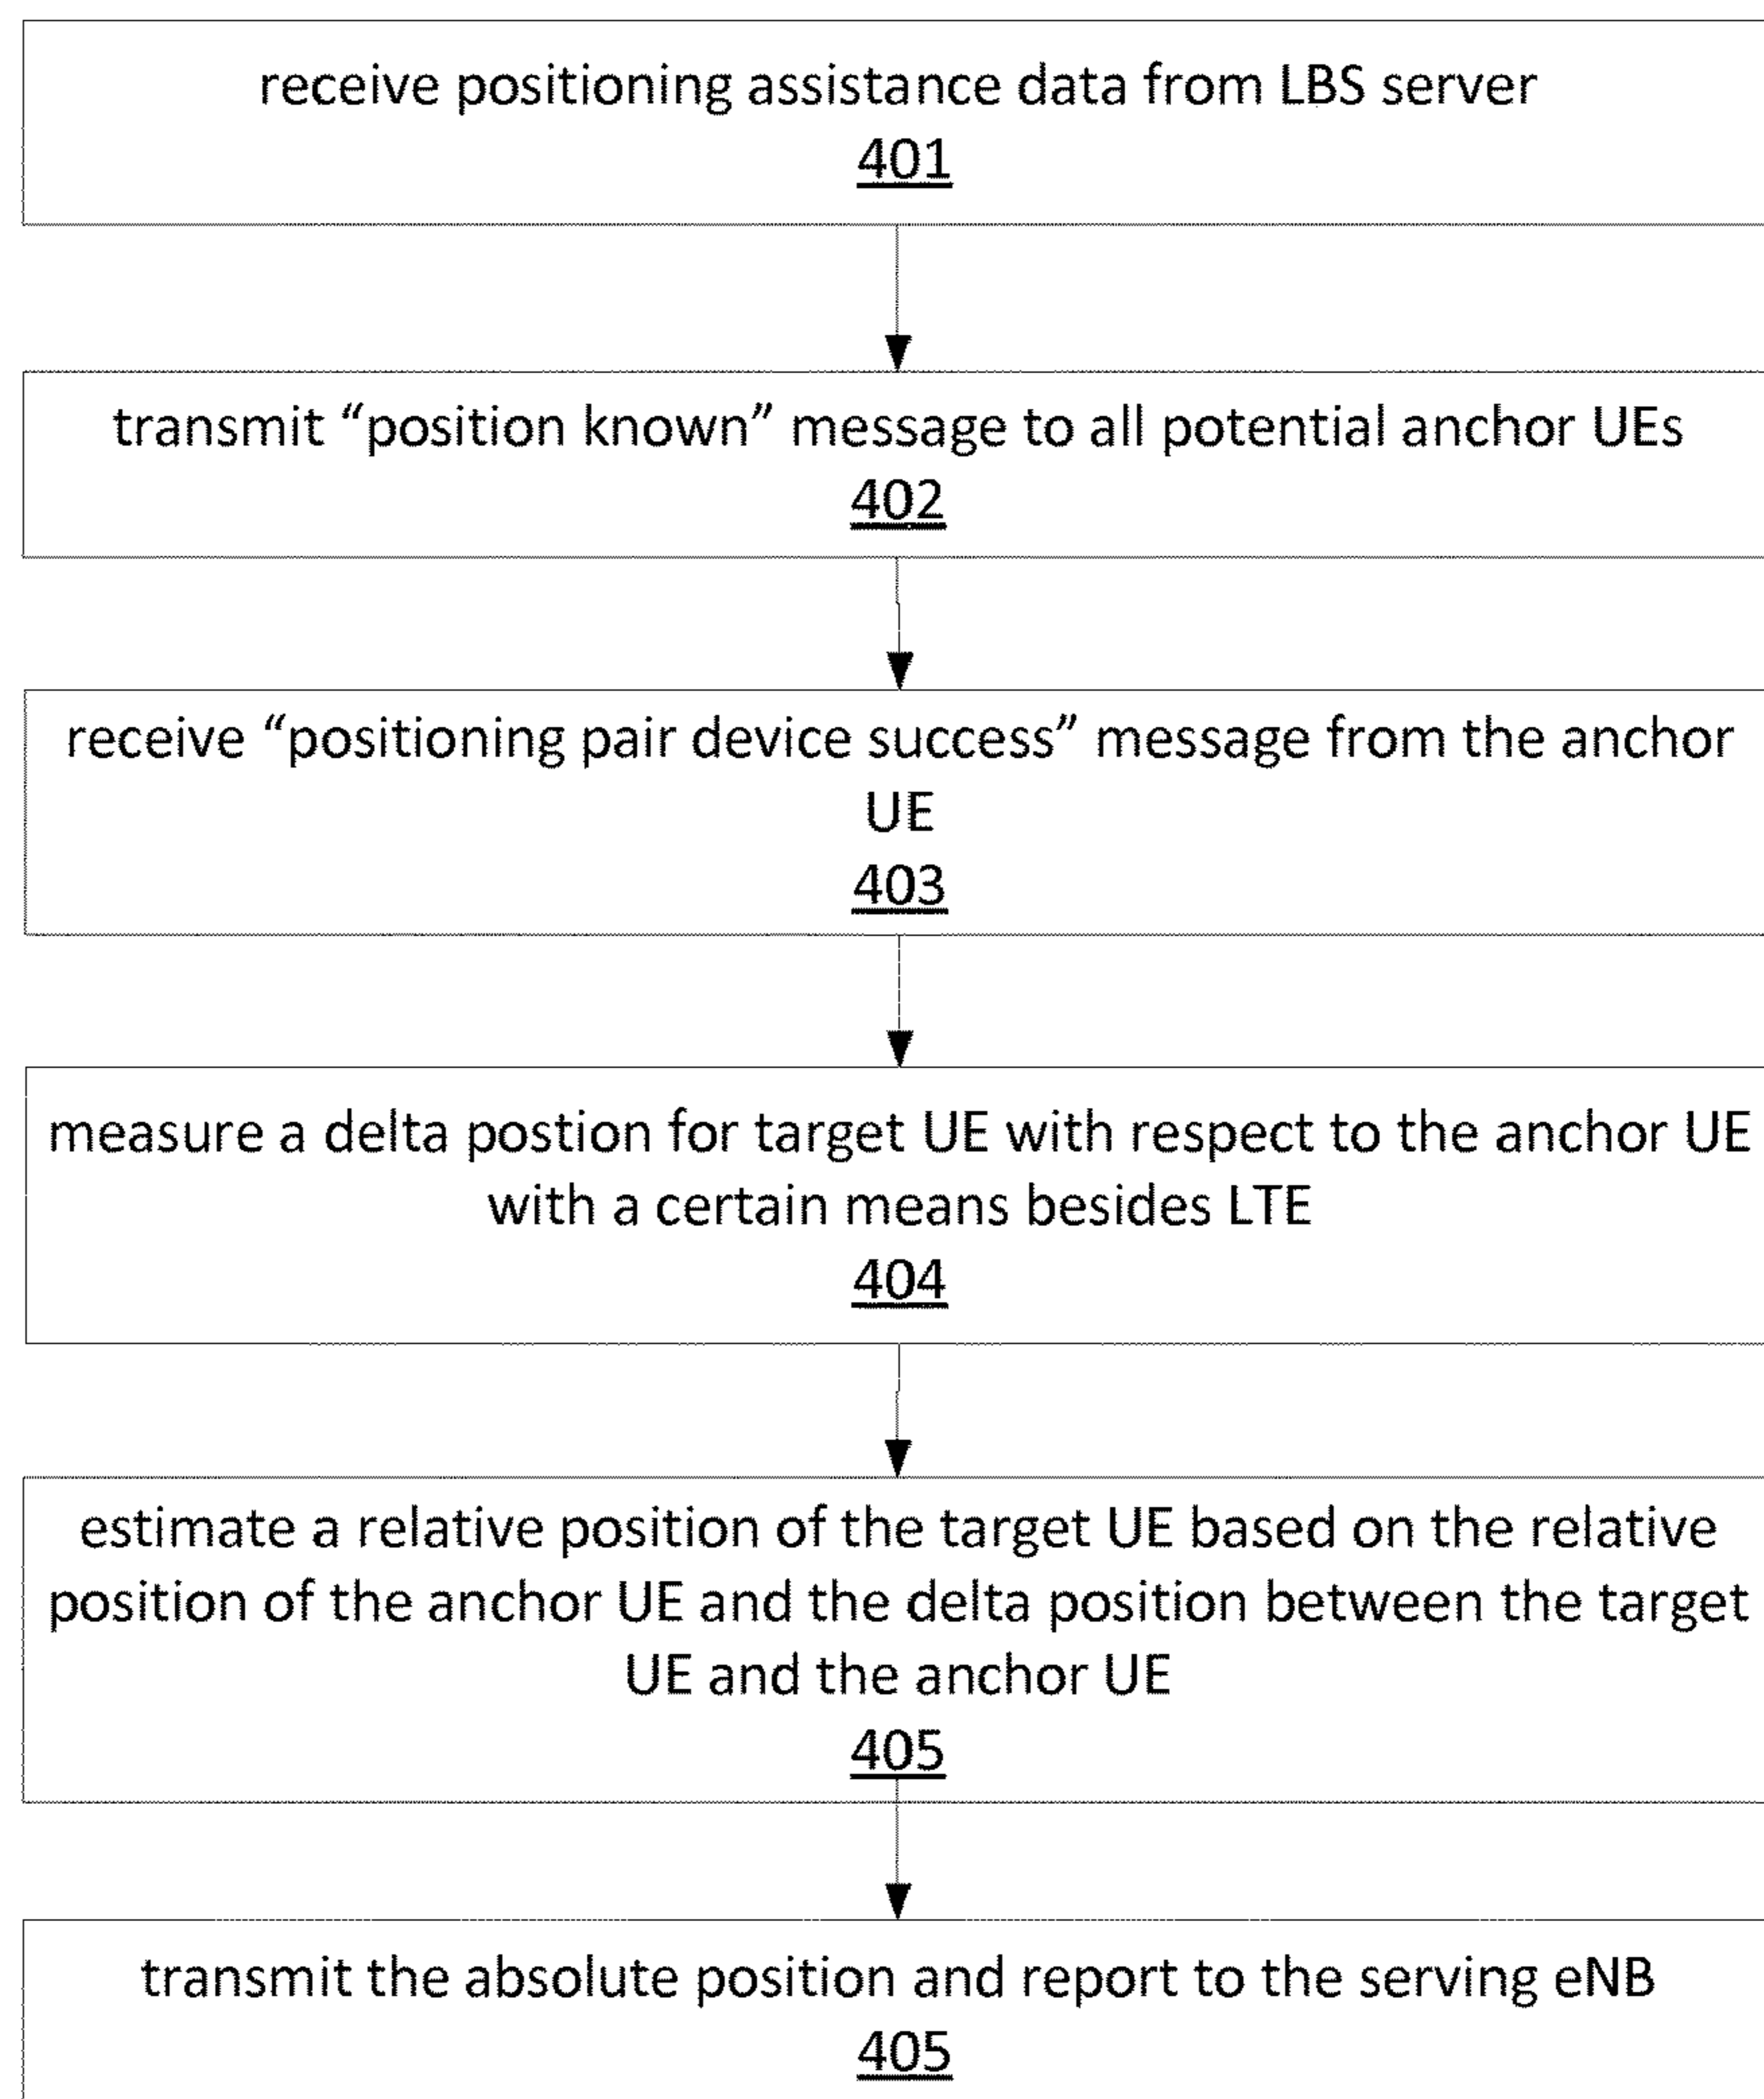 receive positioning assistance data from LBS server
401
transmit “position known” message to all potential anchor UEs
402
receive “positioning pair device success” message from the anchor
UE
403
measure a delta postion for target UE with respect to the anchor UE
with a certain means besides LTE
404
estimate a relative position of the target UE based on the relative
position of the anchor UE and the delta position between the target
UE and the anchor UE
405
transmit the absolute position and report to the serving eNB
405